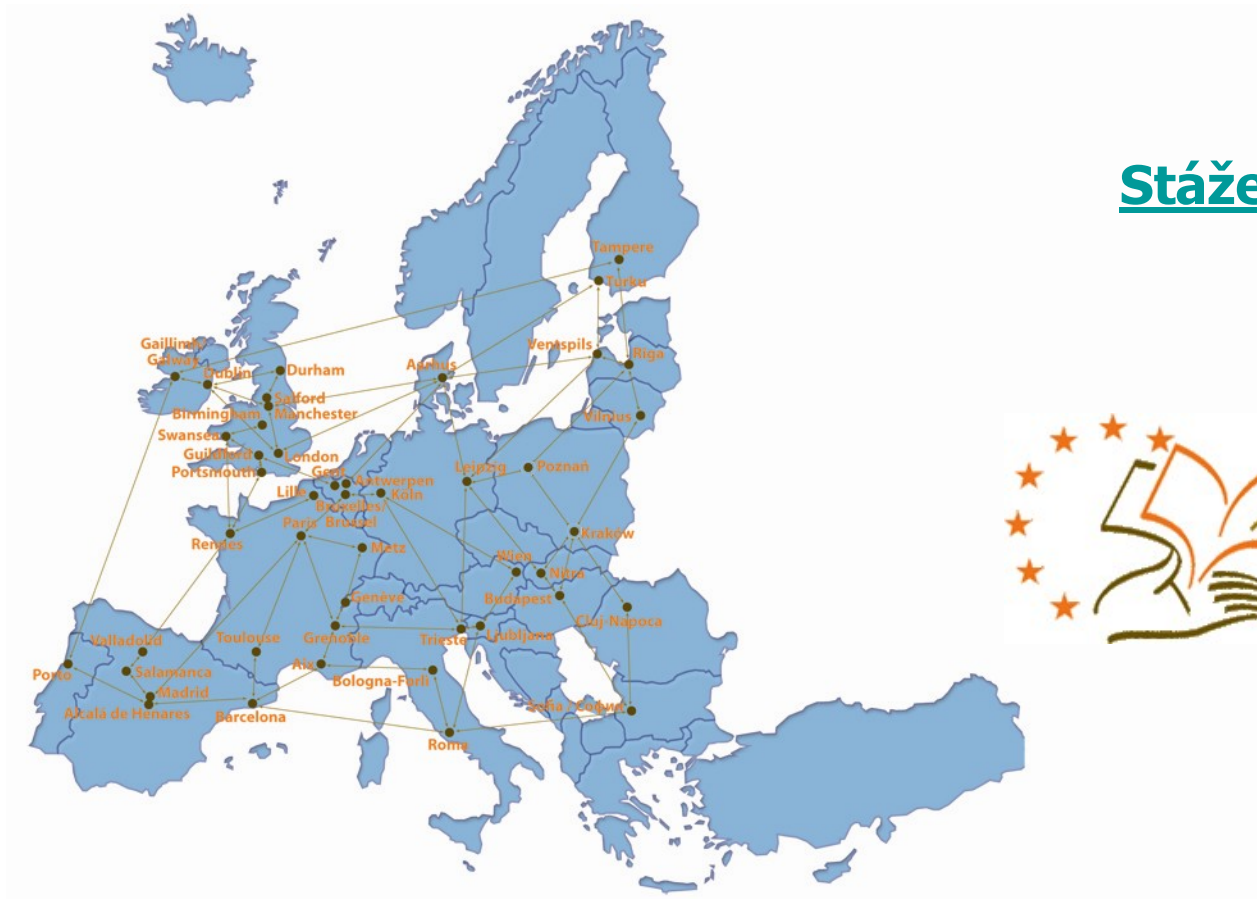 Stáže
Tampere
Turku
Gaillimh/
Galway
Dublin
Durham
Aarhus
Ventspils
Riga
Salford
Birmingham
Manchester
Vilnius
Swansea
Guildford
London
Portsmouth
Gent
Antwerpen
Leipzig
Poznań
Lille
Bruxelles/
Brussel
Köln
Paris
Rennes
Metz
Kraków
Wien
Nitra
Genève
Budapest
Cluj-Napoca
Valladolid
Toulouse
Grenoble
Trieste
Ljubljana
Porto
Salamanca
Aix
Bologna-Forlì
Madrid
Alcalá de Henares
Barcelona
Sofia / София
Roma